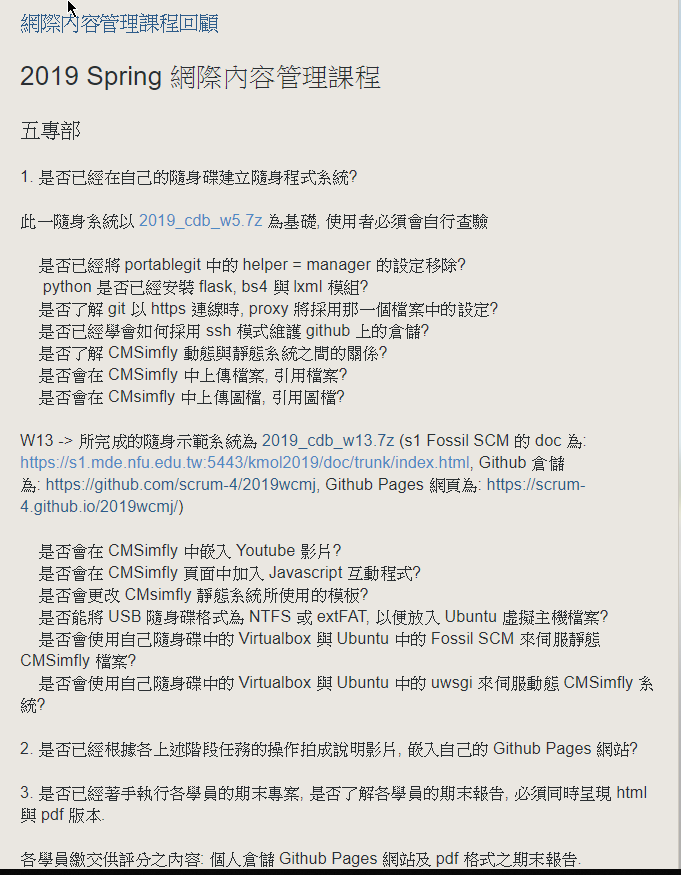 網際內容管理課程回顧
2019 Spring 網際內容管理課程
五專部
1. 是否已經在自己的隨身碟建立隨身程式系統?
此一隨身系統以 2019_cdb_w5.7z 為基礎, 使用者必須會自行查驗
是否已經將 portablegit 中的 helper = manager 的設定移除?
python 是否已經安裝 flask, bs4 與 lxml 模組?
是否了解 git 以 https 連線時, proxy 將採用那一個檔案中的設定?
是否已經學會如何採用 ssh 模式維護 github 上的倉儲?
是否了解 CMSimfly 動態與靜態系統之間的關係?
是否會在 CMSimfly 中上傳檔案, 引用檔案?
是否會在 CMsimfly 中上傳圖檔, 引用圖檔?
W13 -> 所完成的隨身示範系統為 2019_cdb_w13.7z (s1 Fossil SCM 的 doc 為:
https://s1.mde.nfu.edu.tw:5443/kmol2019/doc/trunk/index.html, Github 倉儲
為: https://github.com/scrum-4/2019wcmj, Github Pages 網頁為: https://scrum-
4.github.io/2019wcmj/)
是否會在 CMSimfly 中嵌入 Youtube 影片?
是否會在 CMSimfly 頁面中加入 Javascript 互動程式?
是否會更改 CMsimfly 靜態系統所使用的模板?
是否能將 USB 隨身碟格式為 NTFS 或 extFAT, 以便放入 Ubuntu 虛擬主機檔案?
是否會使用自己隨身碟中的 Virtualbox 與 Ubuntu 中的 Fossil SCM 來伺服靜態
CMSimfly 檔案?
是否會使用自己隨身碟中的 Virtualbox 與 Ubuntu 中的 uwsgi 來伺服動態 CMSimfly 系
統?
2. 是否已經根據各上述階段任務的操作拍成說明影片, 嵌入自己的 Github Pages 網站?
3. 是否已經著手執行各學員的期末專案, 是否了解各學員的期末報告, 必須同時呈現 html
與 pdf 版本.
各學員繳交供評分之內容: 個人倉儲 Github Pages 網站及 pdf 格式之期末報告.